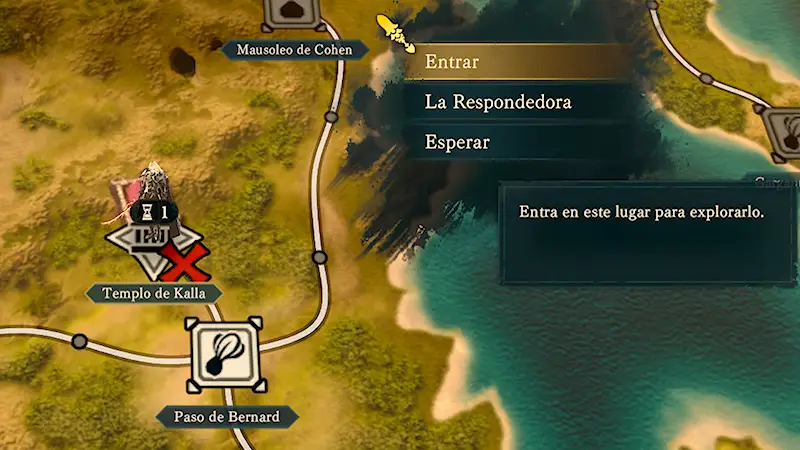 Mausoleo de Cohen
Entrar
La Respondedora
Esperar
Entra en este lugar para explorarlo.
1
Templo de Kalla
Paso de Bernard